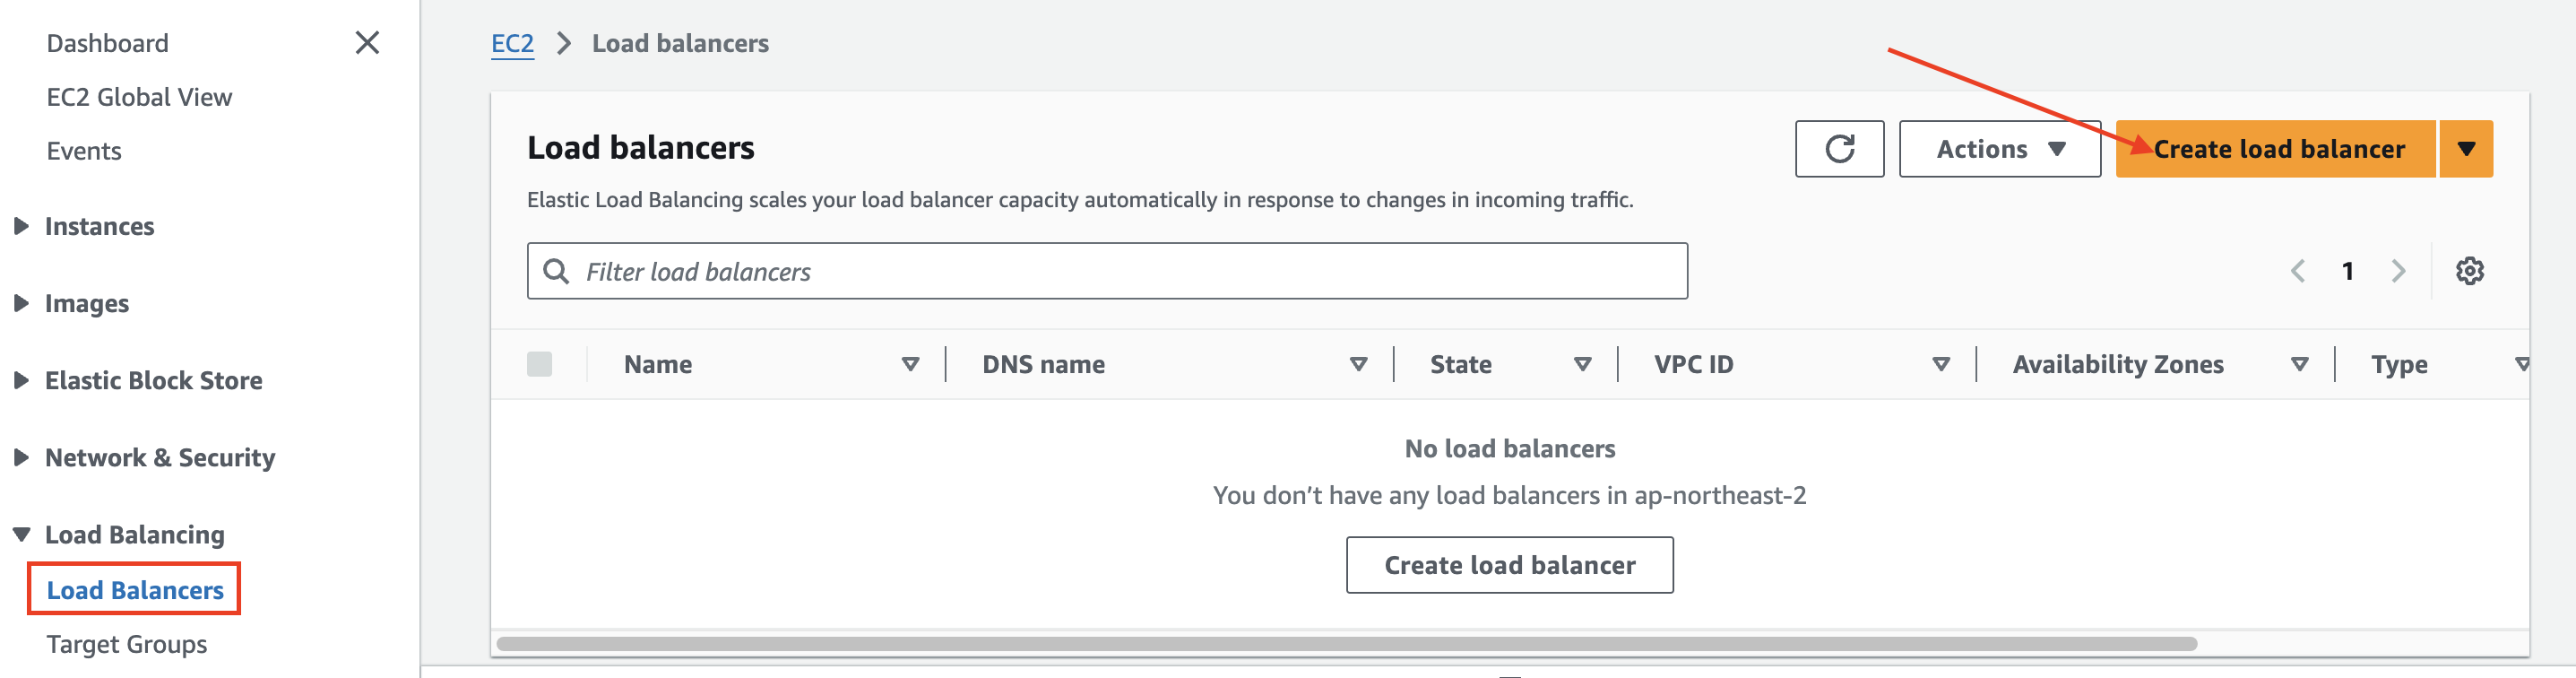 Dashboard
EC2 Global View
Events
Instances
Images
Elastic Block Store
Network & Security
Load Balancing
Load Balancers
Target Groups
EC2 > Load balancers
Load balancers
Actions
Create load balancer
Elastic Load Balancing scales your load balancer capacity automatically in response to changes in incoming traffic.
Filter load balancers
1
Name DNS name State VPC ID Availability Zones Type
No load balancers
You don't have any load balancers in ap-northeast-2
Create load balancer